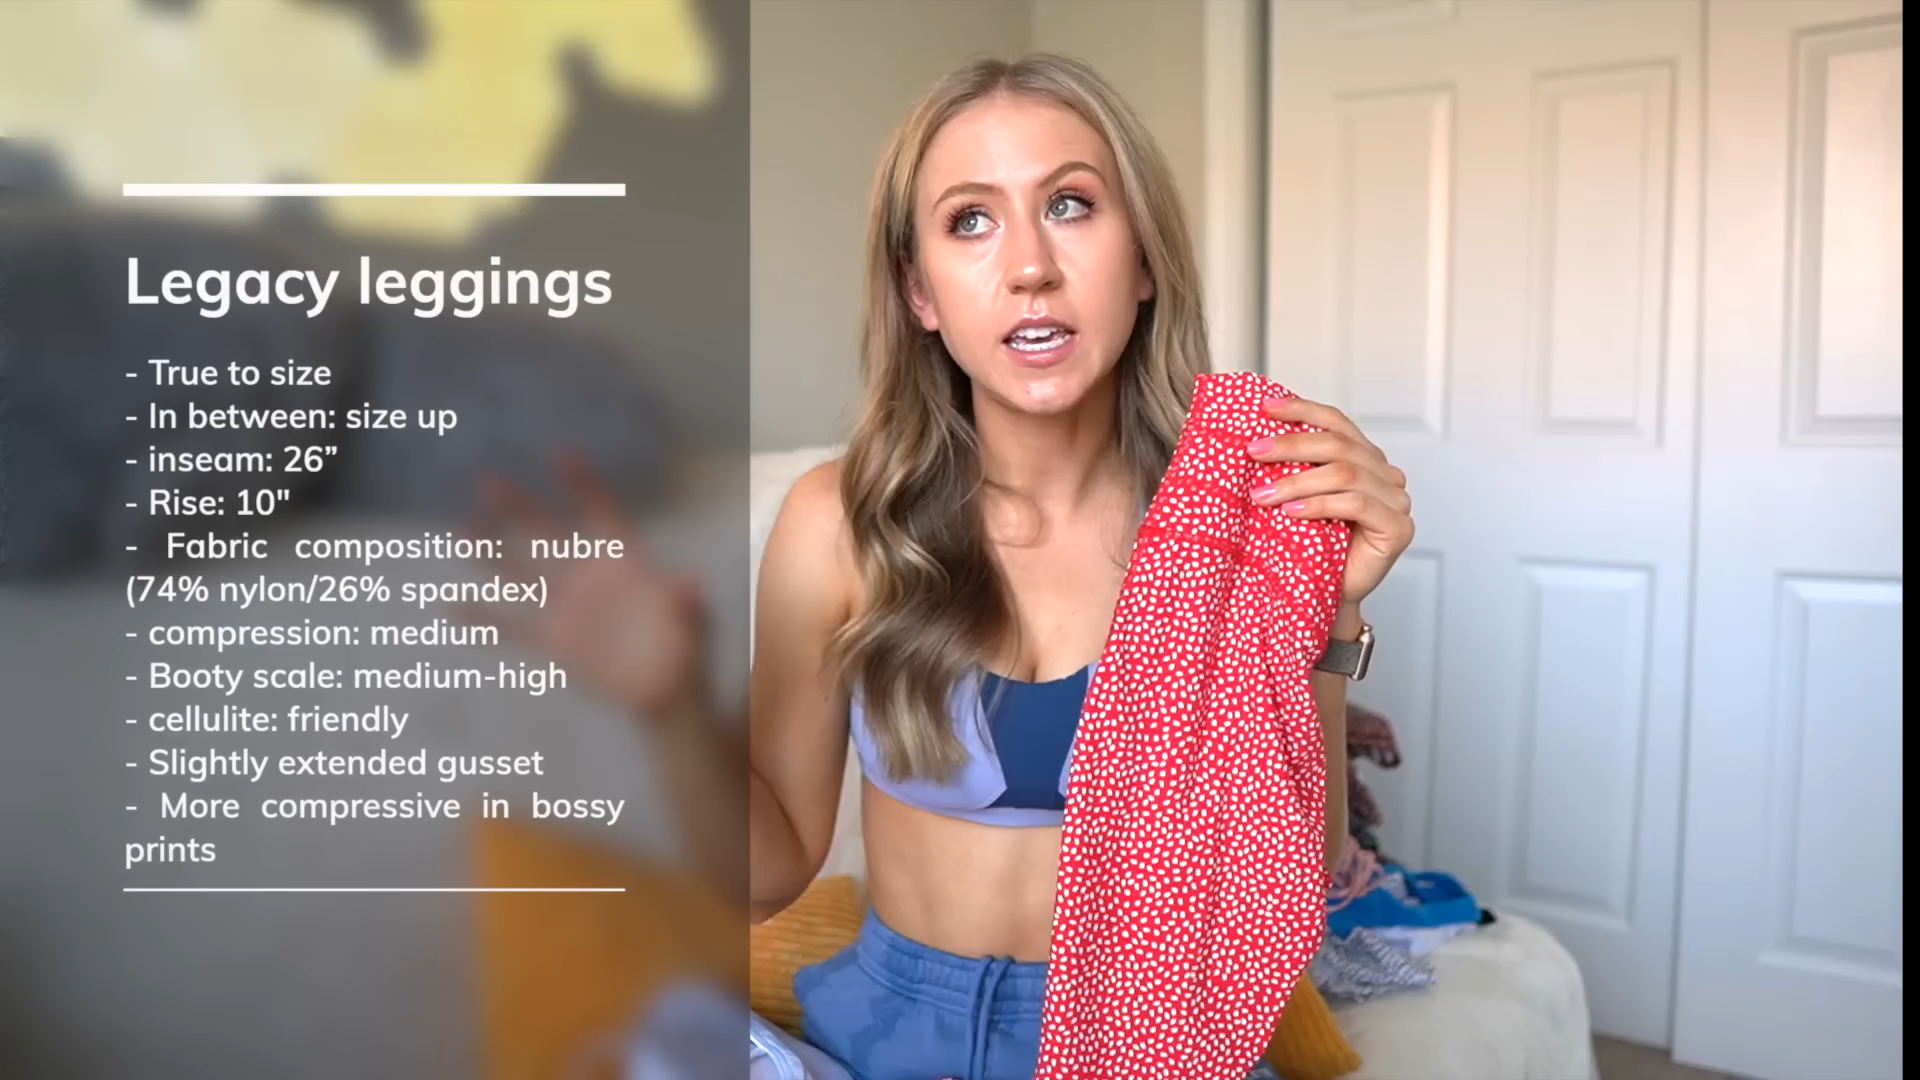 Legacy leggings
- True to size
- In between: size up
- inseam: 26”
- Rise: 10"
- Fabric composition: nubre
(74% nylon/26% spandex)
- compression: medium
- Booty scale: medium-high
- cellulite: friendly
- Slightly extended gusset
- More compressive in bossy
prints